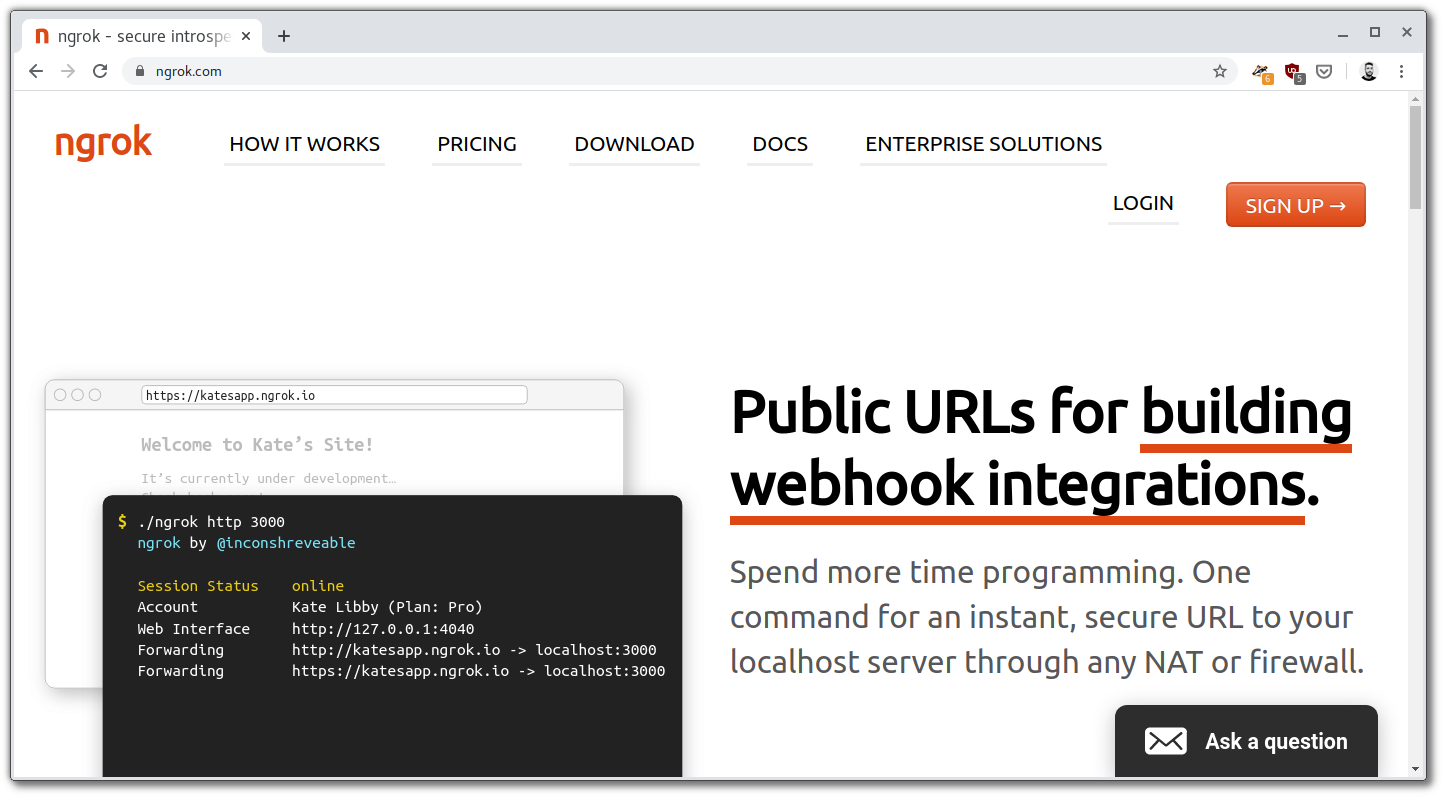 ngrok - secure introspe
ngrok.com
6
5
ngrok
HOW IT WORKS
PRICING
DOWNLOAD
DOCS
ENTERPRISE SOLUTIONS
LOGIN
SIGN UP →
https://katesapp.ngrok.io
Welcome to Kate’s Site!
It’s currently under development…
$ ./ngrok http 3000
ngrok by @inconshreveable
Session Status online
Account Kate Libby (Plan: Pro)
Web Interface http://127.0.0.1:4040
Forwarding http://katesapp.ngrok.io -> localhost:3000
Forwarding https://katesapp.ngrok.io -> localhost:3000
Public URLs for building
webhook integrations.
Spend more time programming. One
command for an instant, secure URL to your
localhost server through any NAT or firewall.
Ask a question